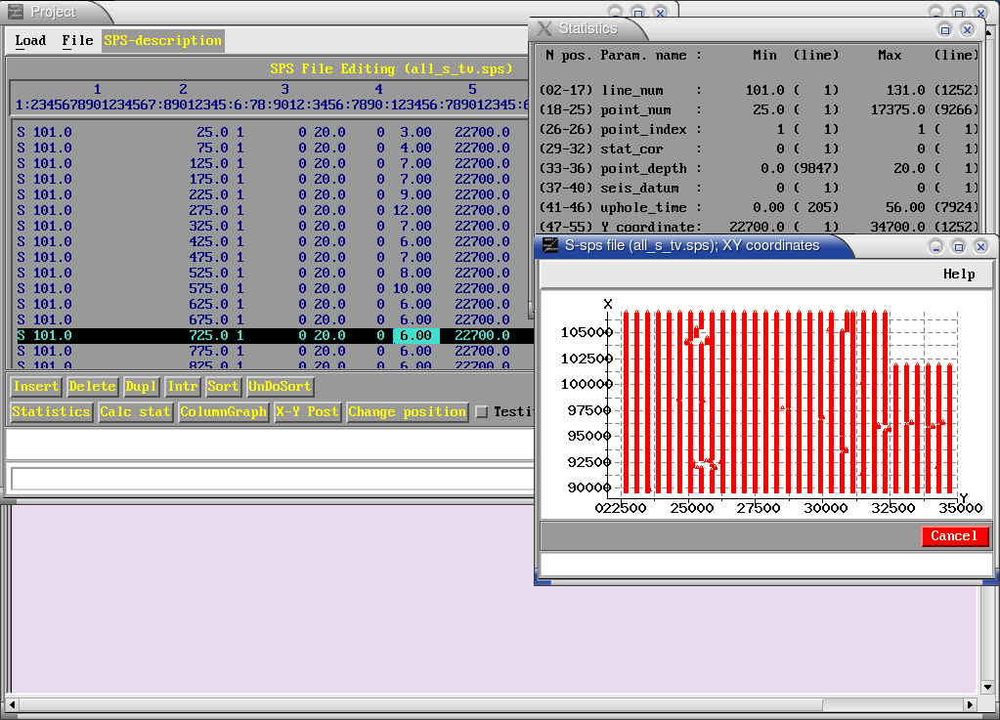 Project
Load File SPS-description
SPS File Editing (all_s_tv.sps)
1 2 3 4 5
1:2345678901234567:89012345:6:78:9012:3456:7890:123456:789012345:6
S 101.0 25.0 1 0 20.0 0 3.00 22700.0
S 101.0 75.0 1 0 20.0 0 4.00 22700.0
S 101.0 125.0 1 0 20.0 0 7.00 22700.0
S 101.0 175.0 1 0 20.0 0 7.00 22700.0
S 101.0 225.0 1 0 20.0 0 9.00 22700.0
S 101.0 275.0 1 0 20.0 0 12.00 22700.0
S 101.0 325.0 1 0 20.0 0 7.00 22700.0
S 101.0 425.0 1 0 20.0 0 6.00 22700.0
S 101.0 475.0 1 0 20.0 0 7.00 22700.0
S 101.0 525.0 1 0 20.0 0 8.00 22700.0
S 101.0 575.0 1 0 20.0 0 10.00 22700.0
S 101.0 625.0 1 0 20.0 0 6.00 22700.0
S 101.0 675.0 1 0 20.0 0 6.00 22700.0
S 101.0 725.0 1 0 20.0 0 6.00 22700.0
S 101.0 775.0 1 0 20.0 0 6.00 22700.0
S 101.0 825.0 1 0 20.0 0 6.00 22700.0
Insert Delete Dupl Intr Sort UnDoSort
Statistics Calc stat ColumnGraph X-Y Post Change position Testi
Statistics
N pos. Param. name : Min (line) Max (line)
(02-17) line_num : 101.0 ( 1) 131.0 (1252)
(18-25) point_num : 25.0 ( 1) 17375.0 (9266)
(26-26) point_index : 1 ( 1) 1 ( 1)
(29-32) stat_cor : 0 ( 1) 0 ( 1)
(33-36) point_depth : 0.0 (9847) 20.0 ( 1)
(37-40) seis_datum : 0 ( 1) 0 ( 1)
(41-46) uphole_time : 0.00 ( 205) 56.00 (7924)
(47-55) Y coordinate: 22700.0 ( 1) 34700.0 (1252)
S-sps file (all_s_tv.sps); XY coordinates
Help
X
105000
102500
100000
97500
95000
92500
90000
022500 25000 27500 30000 32500 35000
Y
Cancel